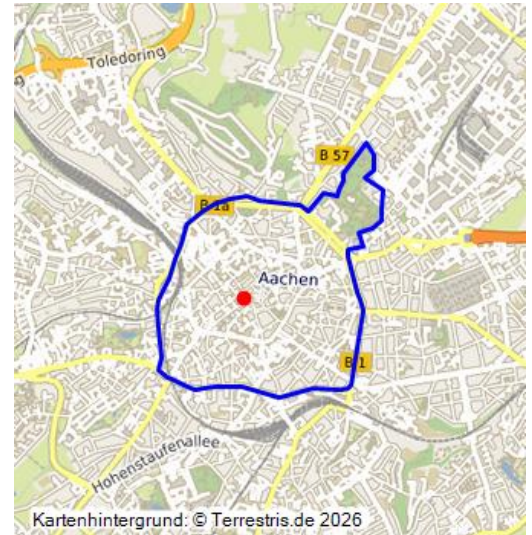 Toledoring
B 57
B 1a
Aachen
B 1
Hohenstaufenallee
Kartenhintergrund: © Terrestris.de 2026